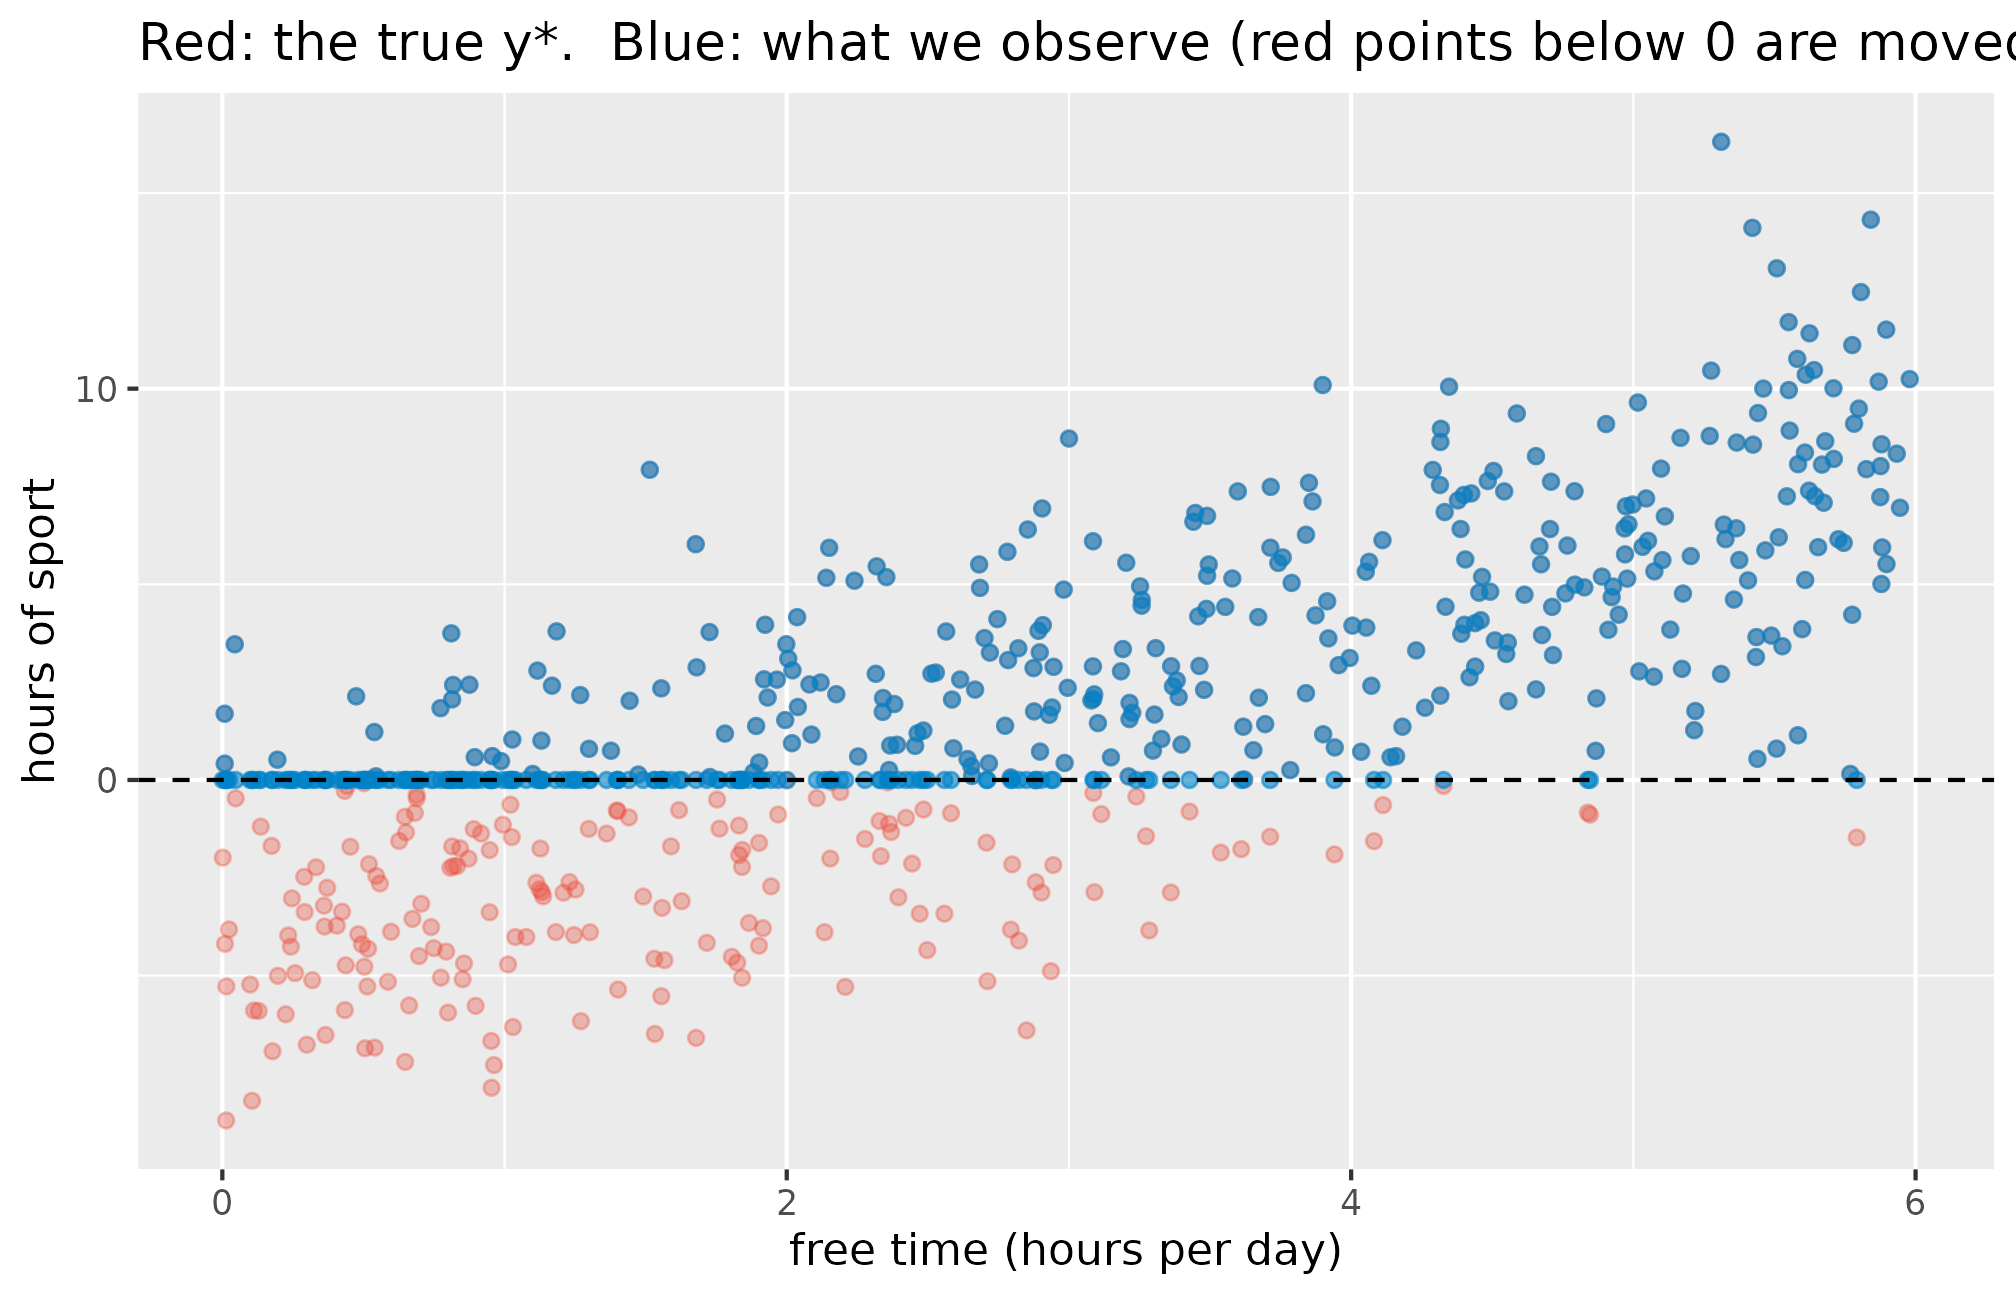 Red: the true y*.  Blue: what we observe (red points below 0 are moved
hours of sport
10
0
0
2
4
6
free time (hours per day)